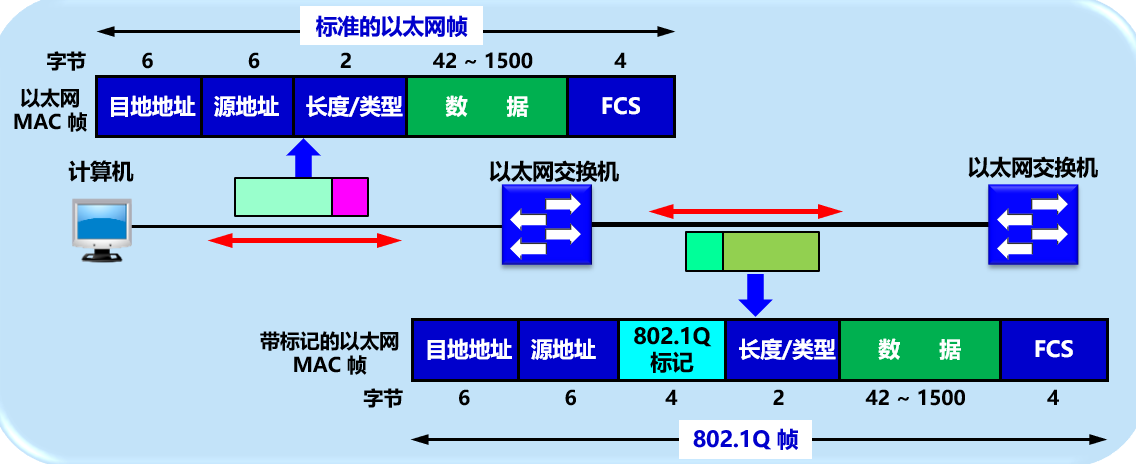 标准的以太网帧
字节 6 6 2 42 ~ 1500 4
以太网
MAC 帧
目地地址 源地址 长度/类型 数 据 FCS
计算机
以太网交换机
以太网交换机
带标记的以太网
MAC 帧
目地地址 源地址 802.1Q
标记
长度/类型 数 据 FCS
字节 6 6 4 2 42 ~ 1500 4
802.1Q 帧